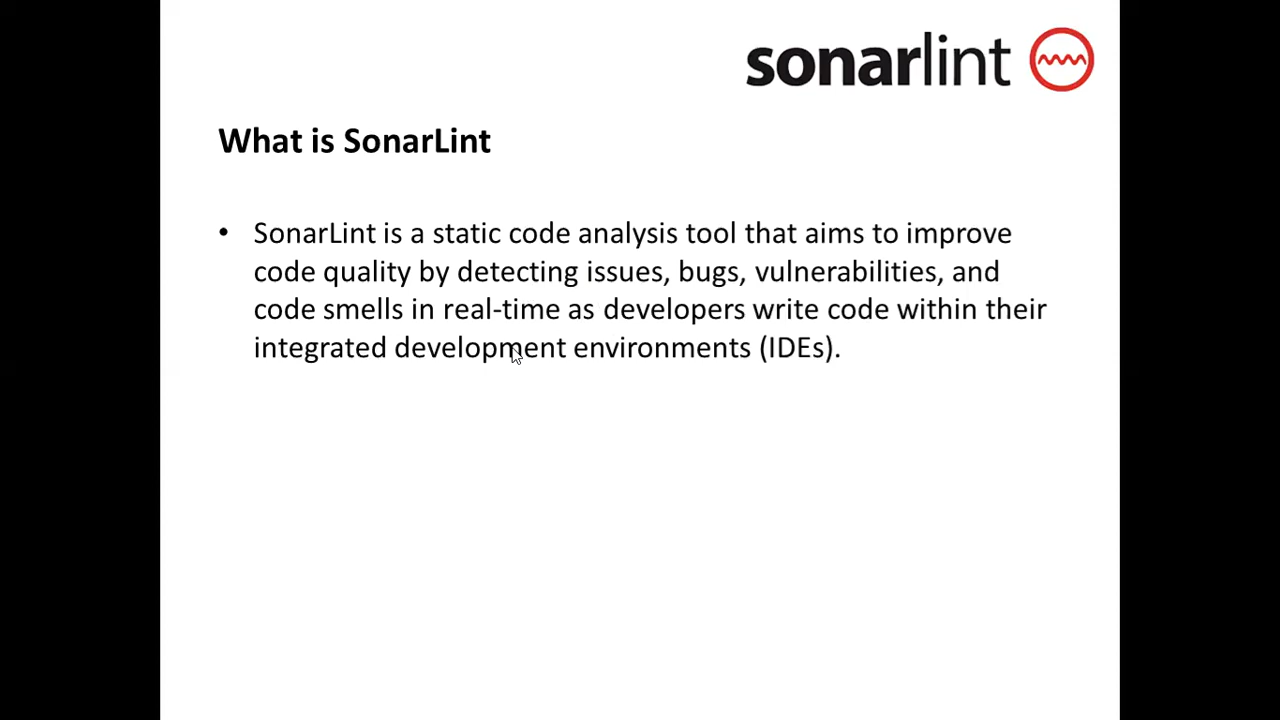 sonarlint
What is SonarLint
• SonarLint is a static code analysis tool that aims to improve
code quality by detecting issues, bugs, vulnerabilities, and
code smells in real-time as developers write code within their
integrated development environments (IDEs).